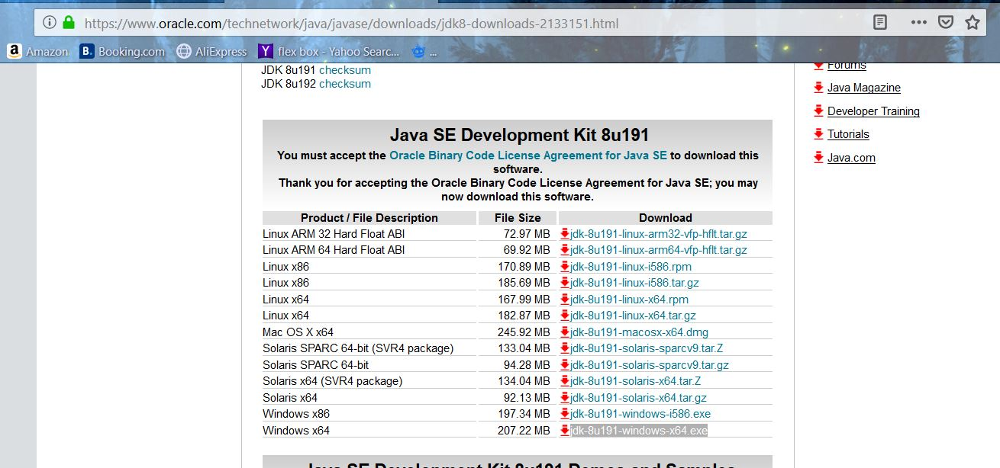 https://www.oracle.com/technetwork/java/javase/downloads/jdk8-downloads-2133151.html
a Amazon B. Booking.com AliExpress Y flex box - Yahoo Searc... ...
JDK 8u191 checksum
JDK 8u192 checksum
Forums
Java Magazine
Developer Training
Tutorials
Java.com
Java SE Development Kit 8u191
You must accept the Oracle Binary Code License Agreement for Java SE to download this
software.
Thank you for accepting the Oracle Binary Code License Agreement for Java SE; you may
now download this software.
Product / File Description File Size Download
Linux ARM 32 Hard Float ABI 72.97 MB jdk-8u191-linux-arm32-vfp-hflt.tar.gz
Linux ARM 64 Hard Float ABI 69.92 MB jdk-8u191-linux-arm64-vfp-hflt.tar.gz
Linux x86 170.89 MB jdk-8u191-linux-i586.rpm
Linux x86 185.69 MB jdk-8u191-linux-i586.tar.gz
Linux x64 167.99 MB jdk-8u191-linux-x64.rpm
Linux x64 182.87 MB jdk-8u191-linux-x64.tar.gz
Mac OS X x64 245.92 MB jdk-8u191-macosx-x64.dmg
Solaris SPARC 64-bit (SVR4 package) 133.04 MB jdk-8u191-solaris-sparcv9.tar.Z
Solaris SPARC 64-bit 94.28 MB jdk-8u191-solaris-sparcv9.tar.gz
Solaris x64 (SVR4 package) 134.04 MB jdk-8u191-solaris-x64.tar.Z
Solaris x64 92.13 MB jdk-8u191-solaris-x64.tar.gz
Windows x86 197.34 MB jdk-8u191-windows-i586.exe
Windows x64 207.22 MB jdk-8u191-windows-x64.exe
Java SE Development Kit 8u191 Demos and Samples